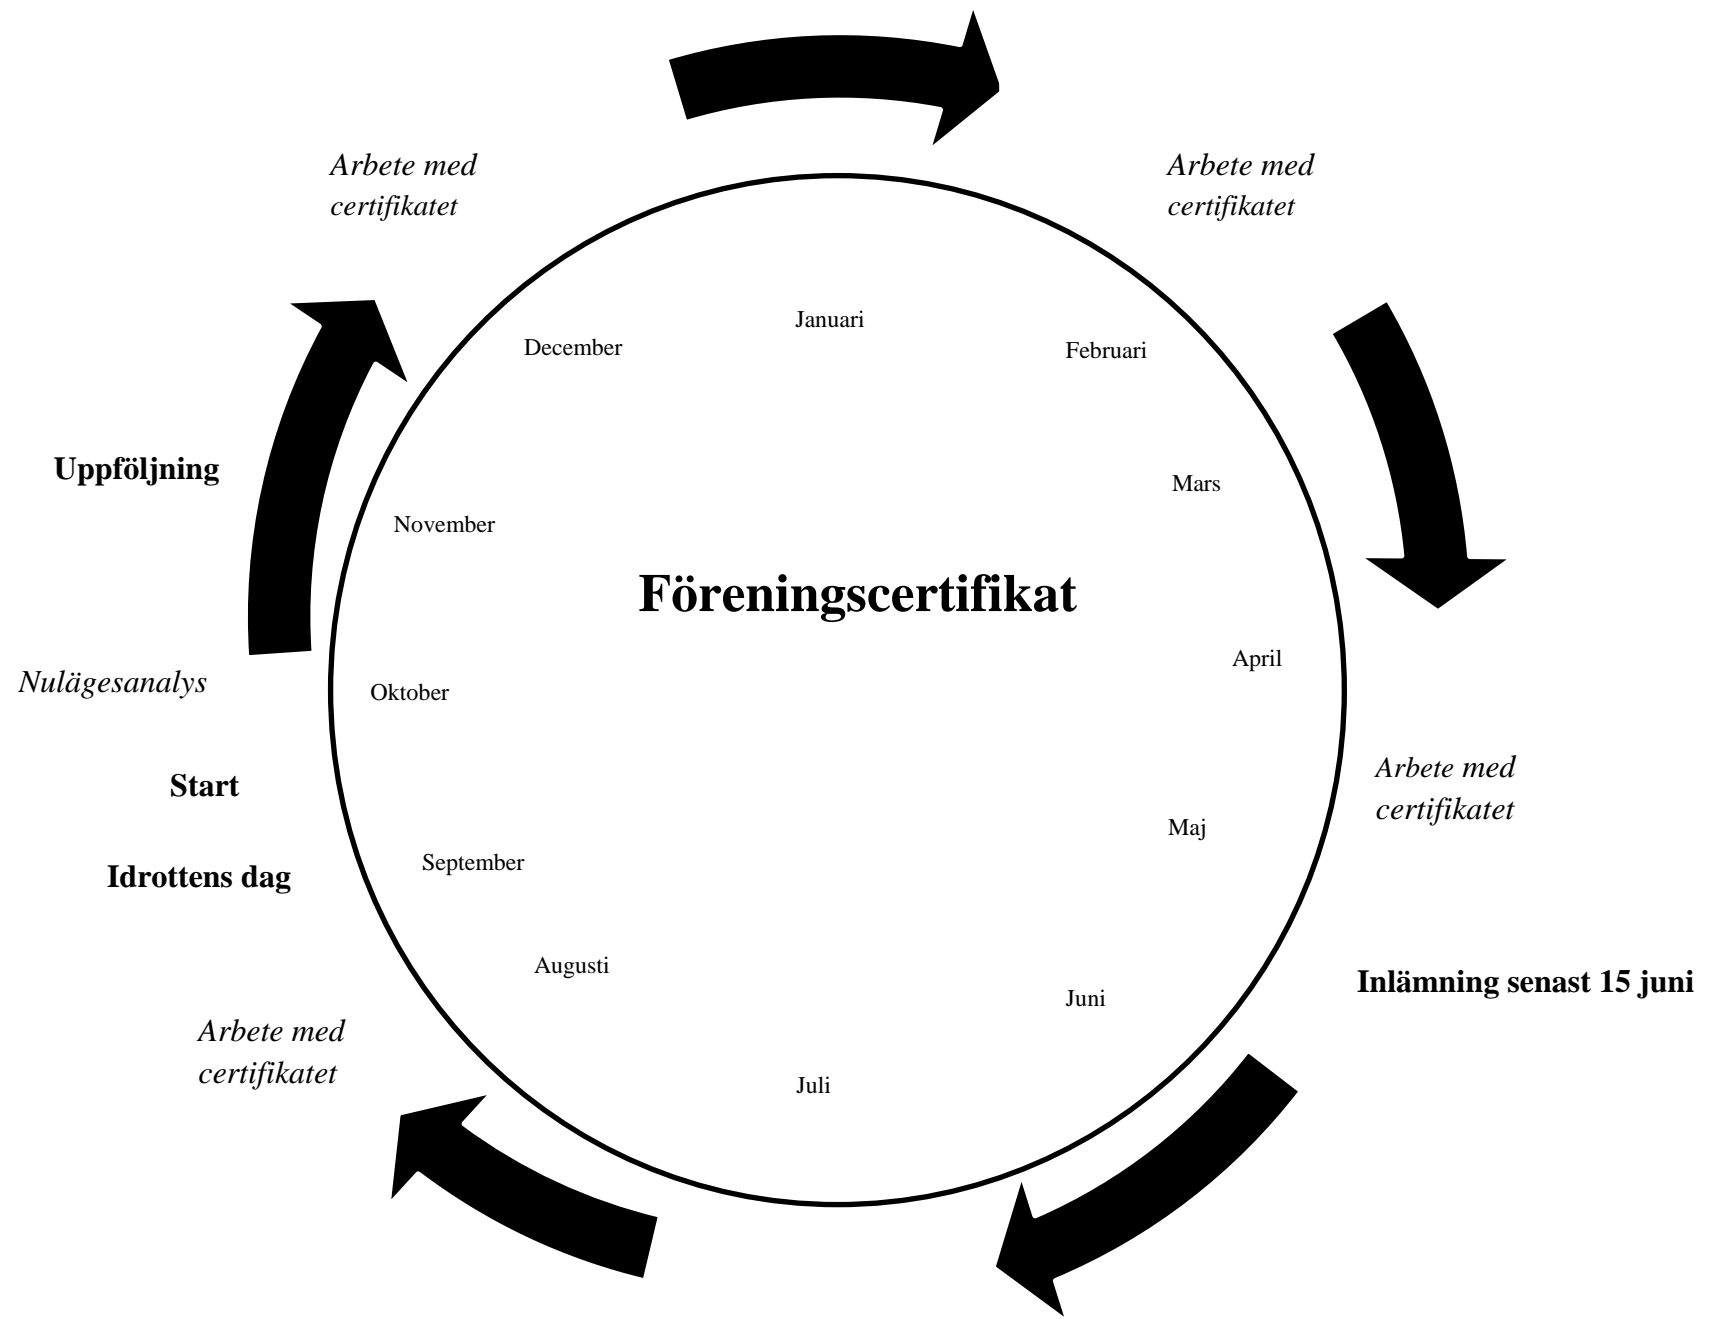 Arbete med
certifikatet
Arbete med
certifikatet
Januari
December
Februari
Uppföljning
Mars
November
Föreningscertifikat
April
Nulägesanalys
Oktober
Start
Arbete med
certifikatet
Maj
September
Idrottens dag
Augusti
Inlämning senast 15 juni
Juni
Arbete med
certifikatet
Juli